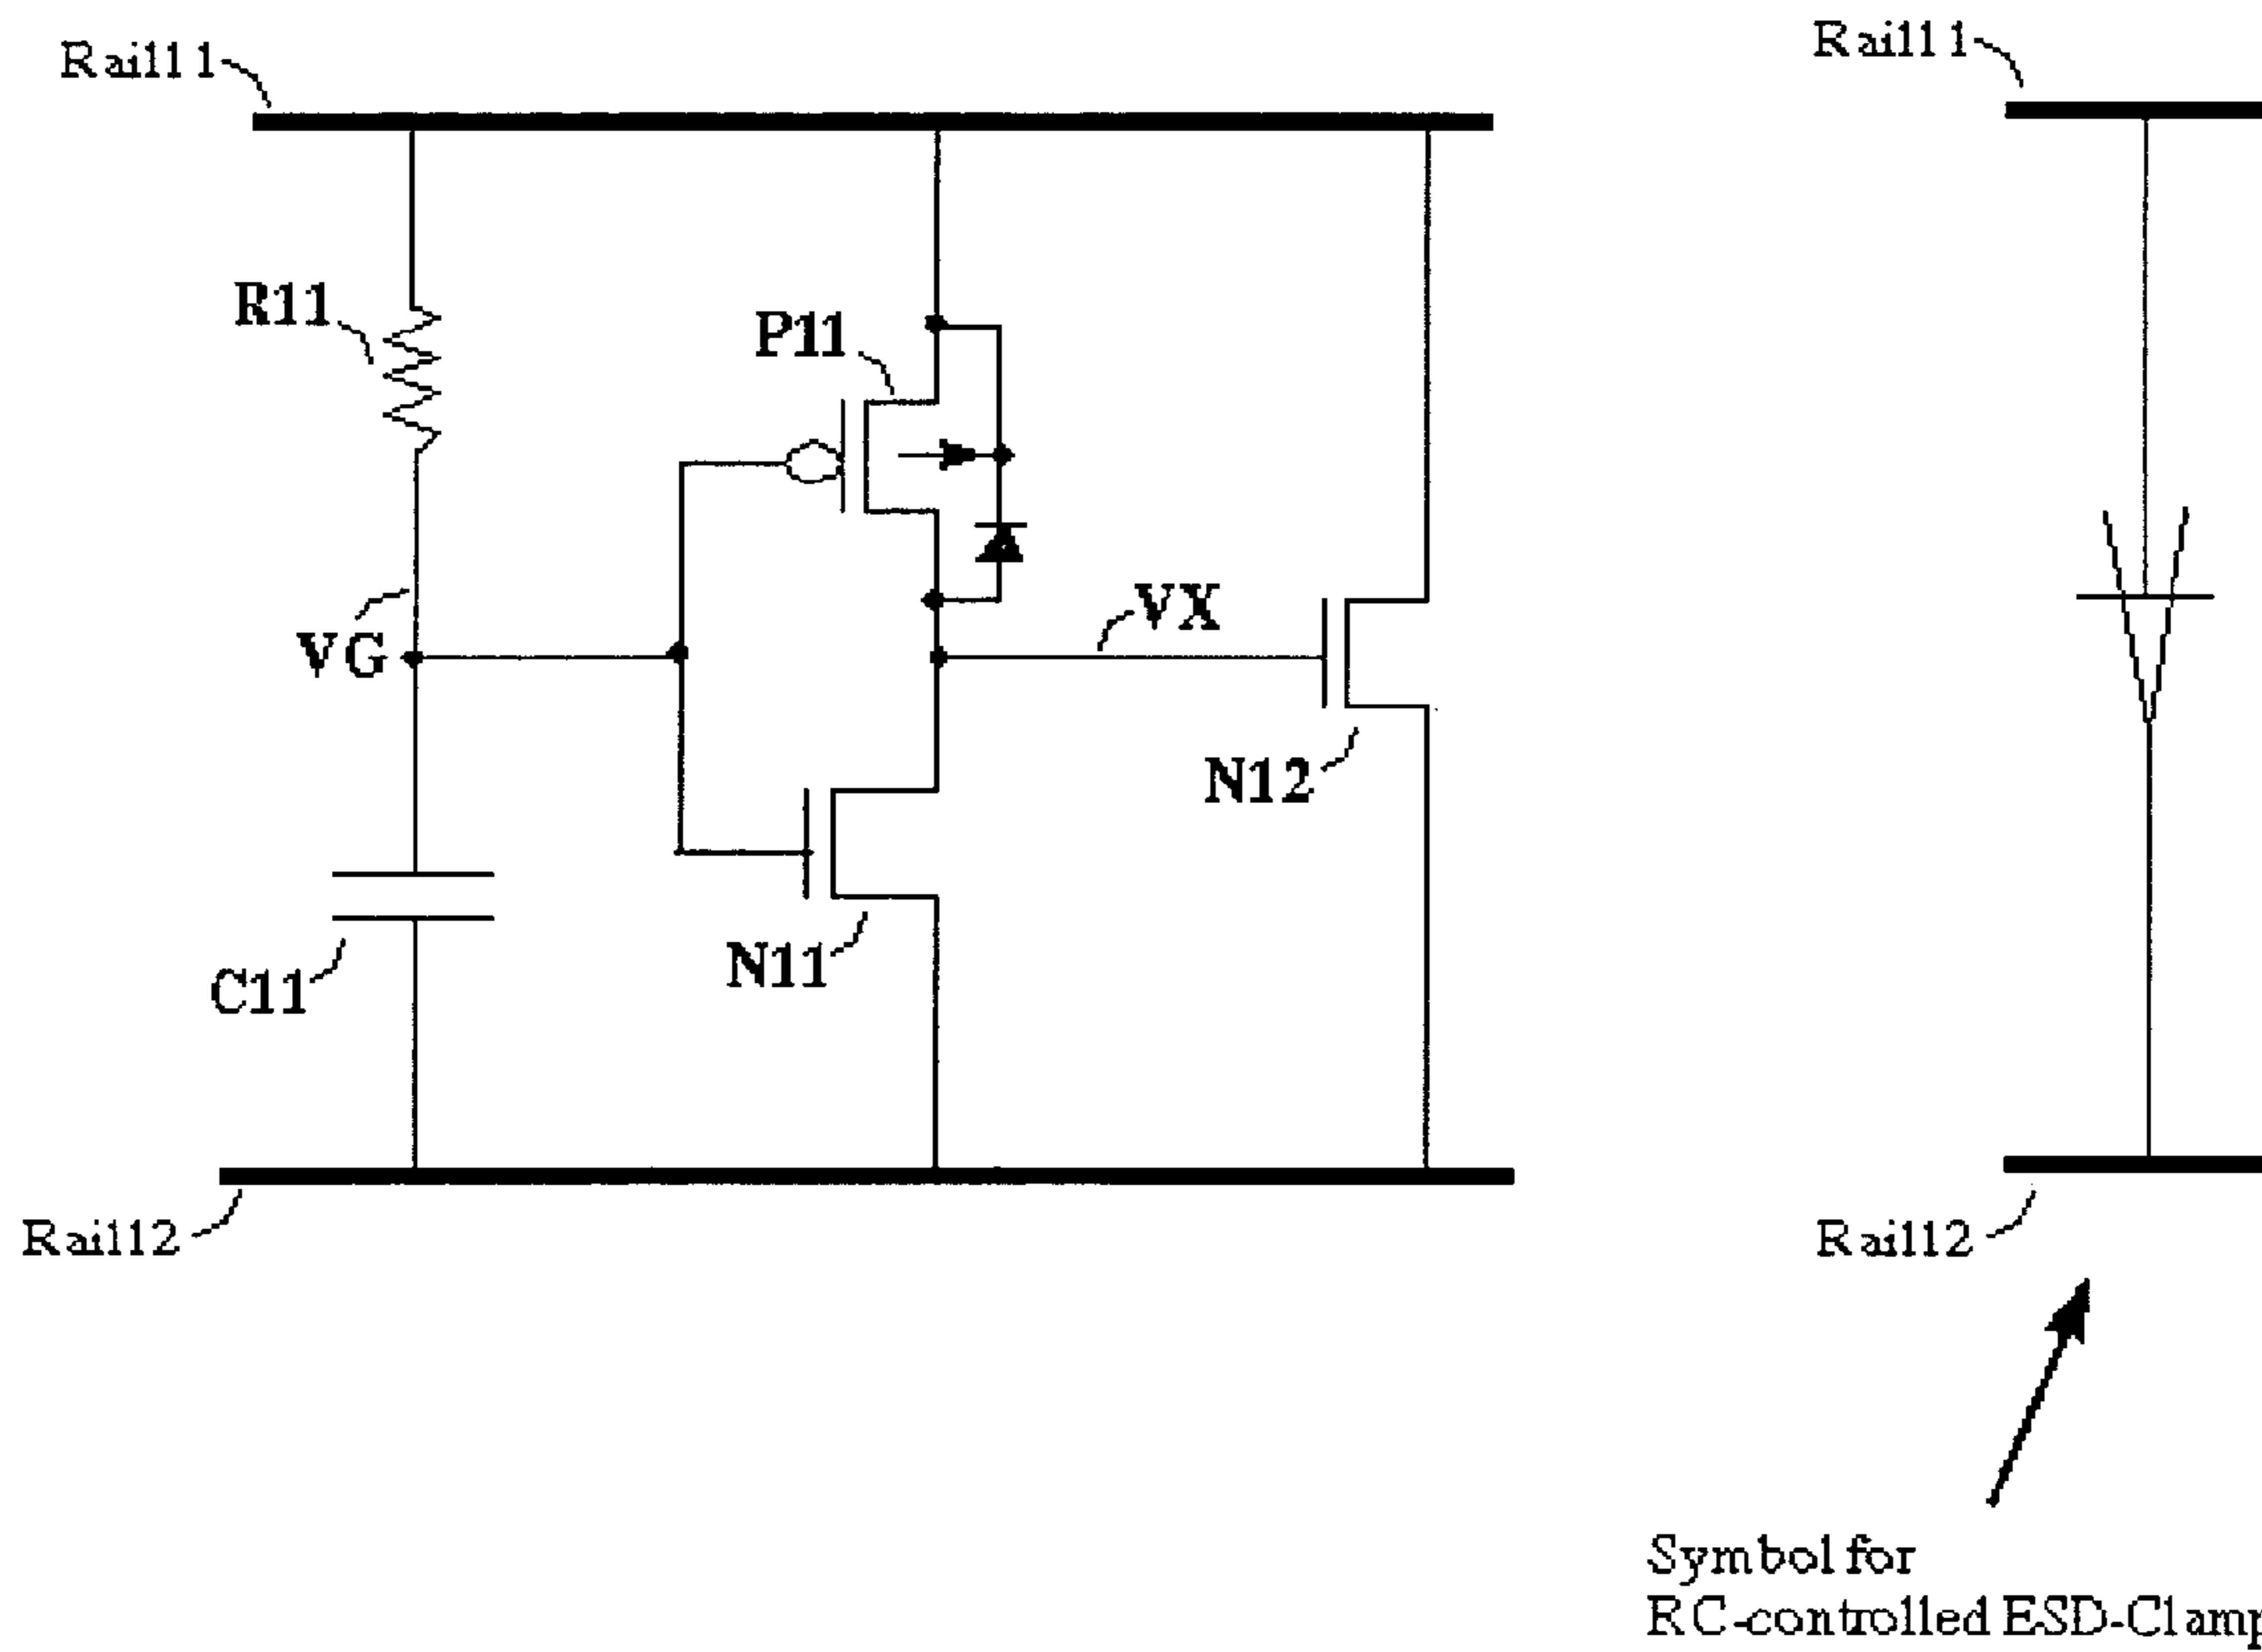 Rail11
Rail11
R11
P11
VX
VG
N12
N11
C11
Rail12
Rail12
Symbol for
RC-controlled ESD-Clamp